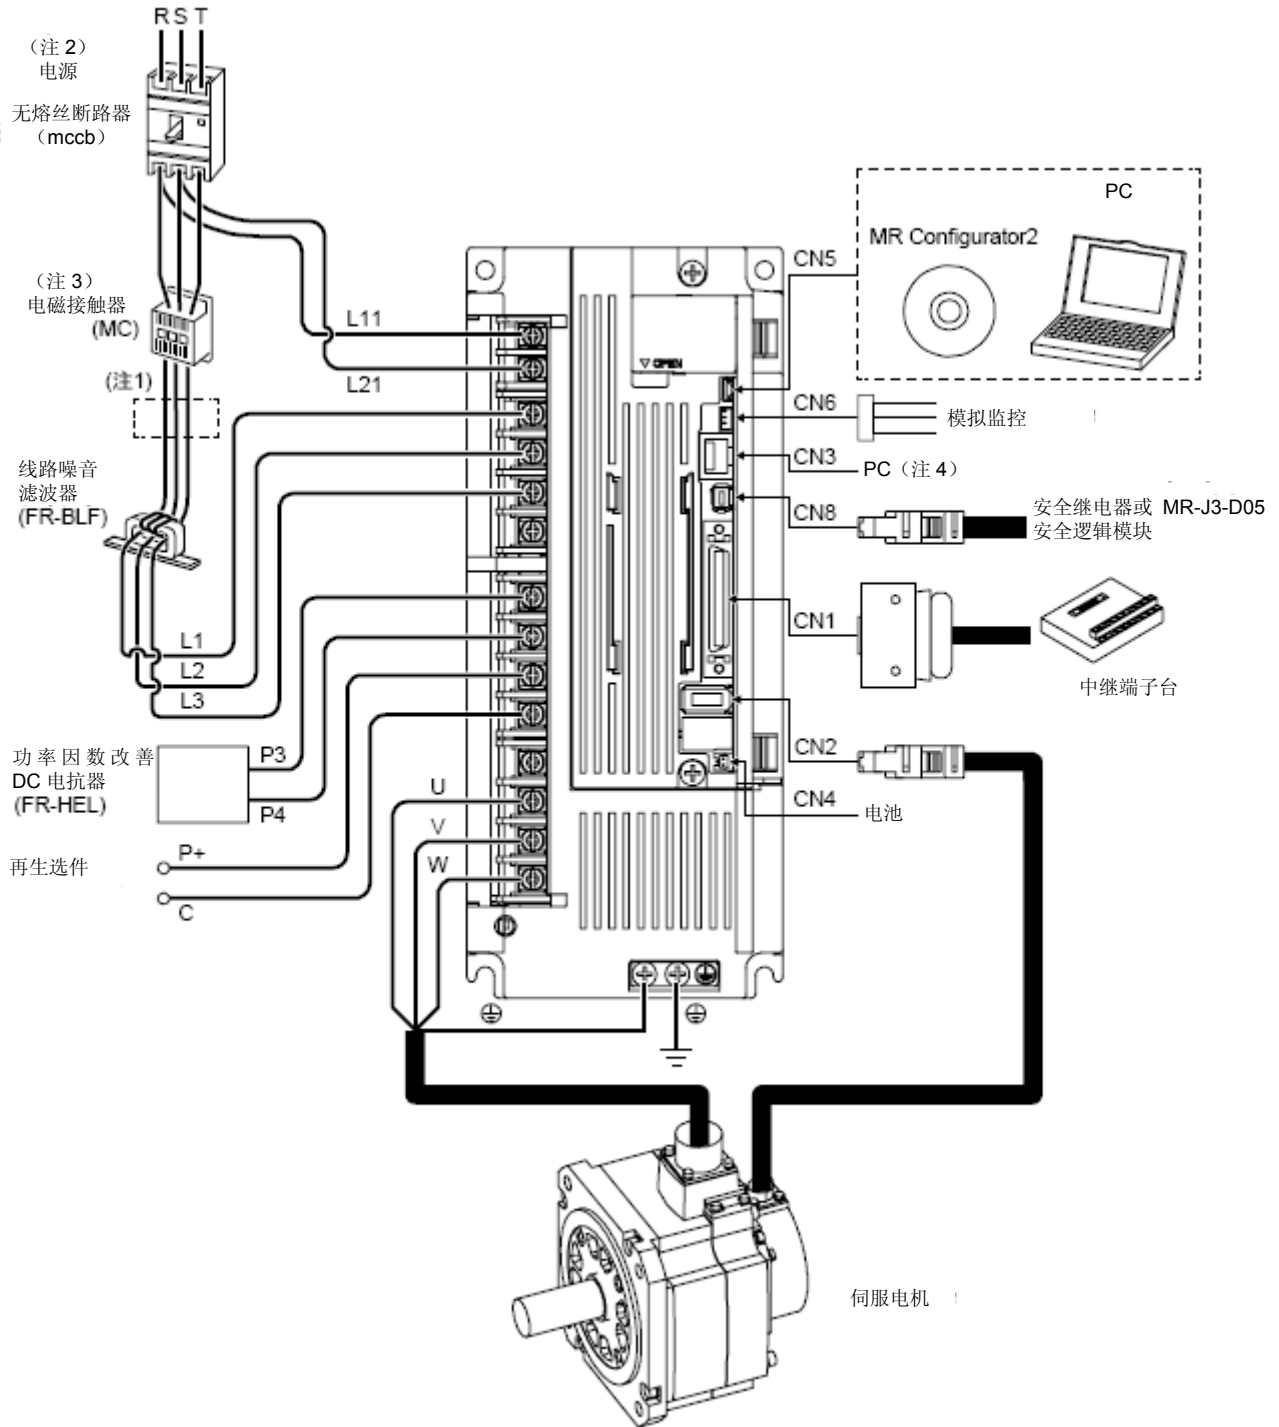 R S T
（注 2）
电源
无熔丝断路器
（mccb）
（注 3）
电磁接触器
(MC)
(注1)
线路噪音
滤波器
(FR-BLF)
L11
L21
L1
L2
L3
功率因数改善
DC 电抗器
(FR-HEL)
P3
P4
再生选件
P+
C
U
V
W
▽ OPEN
CN5
CN6
CN3
CN8
CN1
CN2
CN4
PC
MR Configurator2
模拟监控
PC（注 4）
安全继电器或 MR-J3-D05
安全逻辑模块
中继端子台
电池
伺服电机